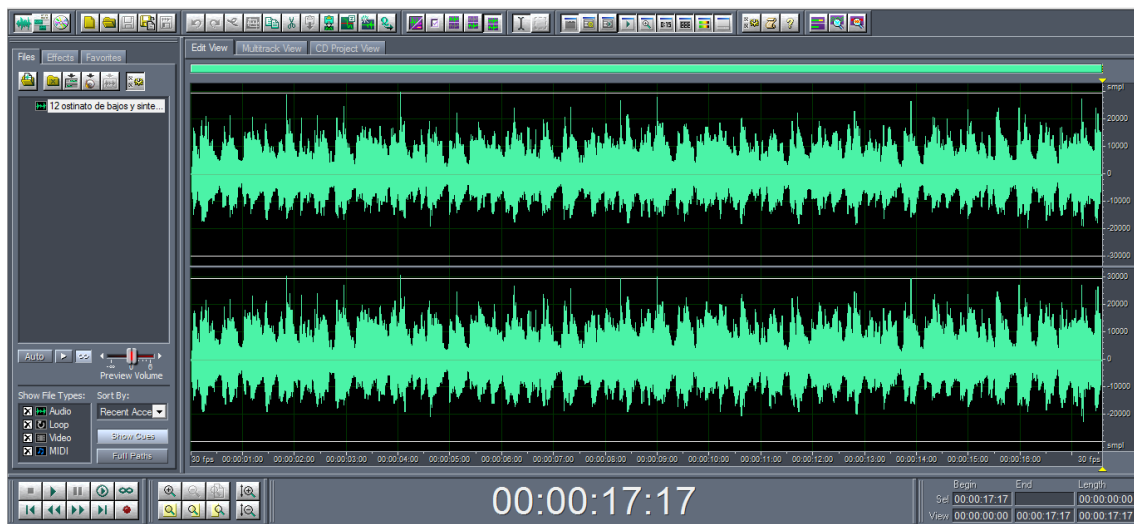 Edit View Multitrack View CD Project View
Files Effects Favorites
12 ostinato de bajos y sinte...
smpl
20000
10000
0
-10000
-20000
-30000
30000
20000
10000
0
-10000
-20000
smpl
30 fps 00:00:01:00 00:00:02:00 00:00:03:00 00:00:04:00 00:00:05:00 00:00:06:00 00:00:07:00 00:00:08:00 00:00:09:00 00:00:10:00 00:00:11:00 00:00:12:00 00:00:13:00 00:00:14:00 00:00:15:00 00:00:16:00 30 fps
Auto
-∞ 0 6
Preview Volume
Show File Types: Sort By:
Audio Recent Acce
Loop
Video Show Cues
MIDI Full Paths
00:00:17:17
Begin End Length
Sel 00:00:17:17 00:00:00:00
View 00:00:00:00 00:00:17:17 00:00:17:17